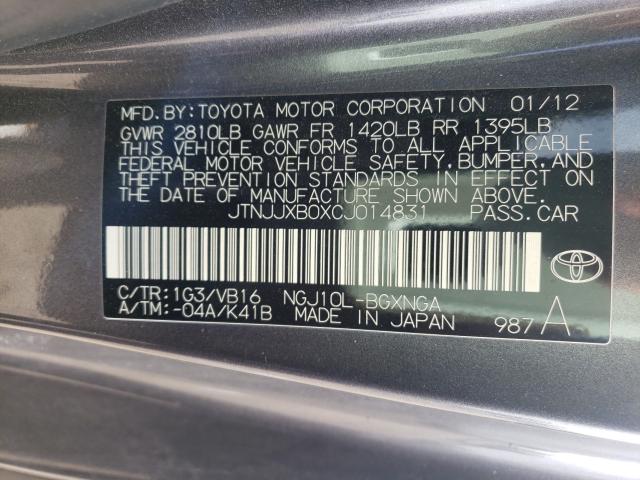 MFD. BY: TOYOTA MOTOR CORPORATION 01/12
GVWR 2810LB GAWR FR 1420LB RR 1395LB
THIS VEHICLE CONFORMS TO ALL APPLICABLE
FEDERAL MOTOR VEHICLE SAFETY, BUMPER, AND
THEFT PREVENTION STANDARDS IN EFFECT ON
THE DATE OF MANUFACTURE SHOWN ABOVE.
JTNJJXB0XCJ014831 PASS. CAR
C/TR: 1G3/VB16 NGJ10L-BGXNGA
A/TM: -04A/K41B MADE IN JAPAN 987 A